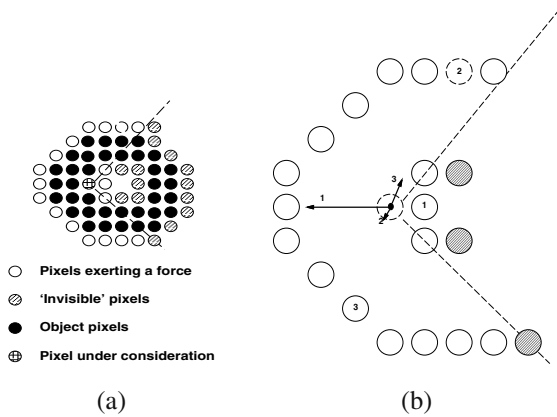 2
3
1
1
2
3
Pixels exerting a force
'Invisible' pixels
Object pixels
Pixel under consideration
(a)
(b)